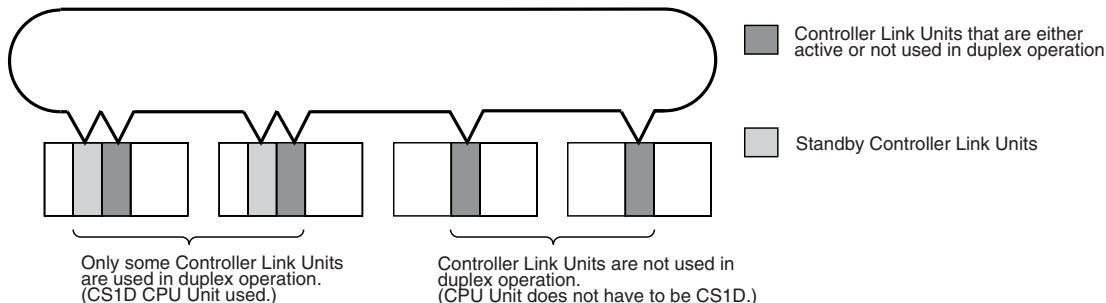 Controller Link Units that are either
active or not used in duplex operation
Standby Controller Link Units
Only some Controller Link Units
are used in duplex operation.
(CS1D CPU Unit used.)
Controller Link Units are not used in
duplex operation.
(CPU Unit does not have to be CS1D.)